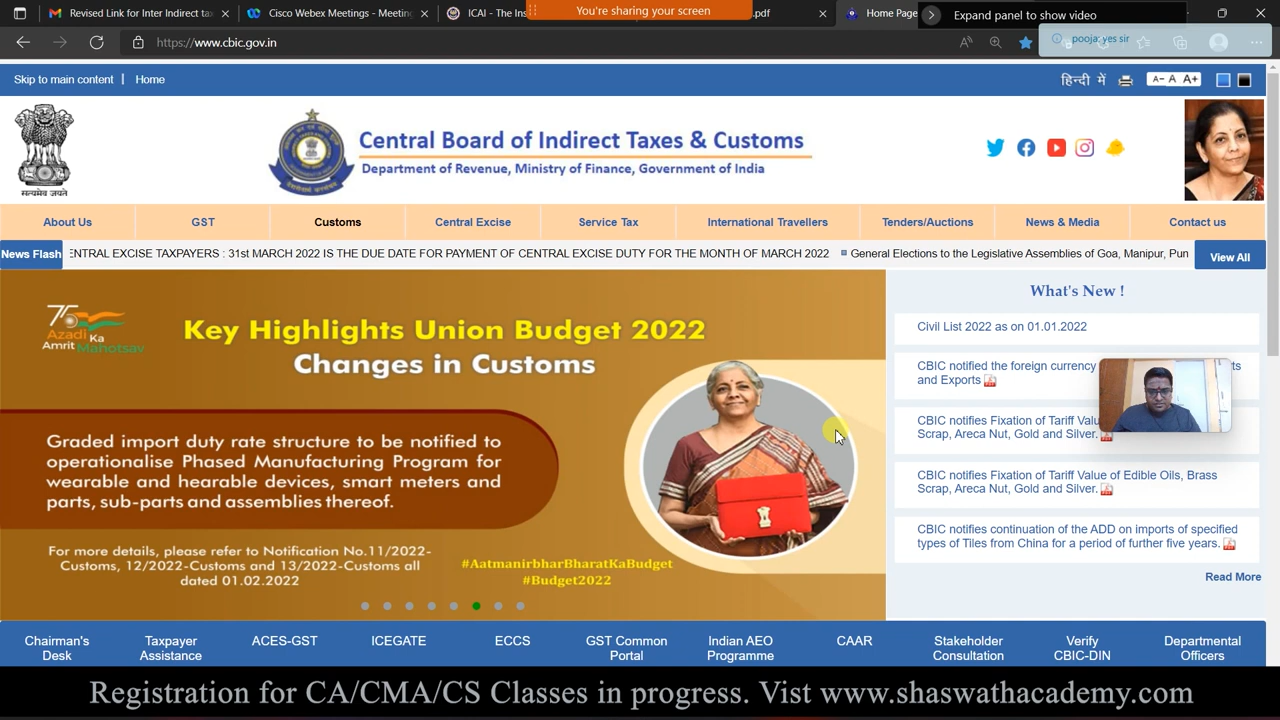 Revised Link for Inter Indirect ta
Cisco Webex Meetings - Meetin
ICAI - The Ins
You're sharing your screen
.pdf
Home Page
Expand panel to show video
https://www.cbic.gov.in
pooja: yes sir
Skip to main content | Home
हिन्दी में
A- A A+
सत्यमेव जयते
Central Board of Indirect Taxes & Customs
Department of Revenue, Ministry of Finance, Government of India
About Us
GST
Customs
Central Excise
Service Tax
International Travellers
Tenders/Auctions
News & Media
Contact us
News Flash
ENTRAL EXCISE TAXPAYERS : 31st MARCH 2022 IS THE DUE DATE FOR PAYMENT OF CENTRAL EXCISE DUTY FOR THE MONTH OF MARCH 2022
General Elections to the Legislative Assemblies of Goa, Manipur, Pun
View All
75
Azadi Ka
Amrit Mahotsav
Key Highlights Union Budget 2022
Changes in Customs
Graded import duty rate structure to be notified to
operationalise Phased Manufacturing Program for
wearable and hearable devices, smart meters and
parts, sub-parts and assemblies thereof.
For more details, please refer to Notification No.11/2022-
Customs, 12/2022-Customs and 13/2022-Customs all
dated 01.02.2022
#AatmanirbharBharatKaBudget
#Budget2022
What's New !
Civil List 2022 as on 01.01.2022
CBIC notified the foreign currency
and Exports
CBIC notifies Fixation of Tariff Valu
Scrap, Areca Nut, Gold and Silver.
CBIC notifies Fixation of Tariff Value of Edible Oils, Brass
Scrap, Areca Nut, Gold and Silver.
CBIC notifies continuation of the ADD on imports of specified
types of Tiles from China for a period of further five years.
Read More
Chairman's
Desk
Taxpayer
Assistance
ACES-GST
ICEGATE
ECCS
GST Common
Portal
Indian AEO
Programme
CAAR
Stakeholder
Consultation
Verify
CBIC-DIN
Departmental
Officers
Registration for CA/CMA/CS Classes in progress. Vist www.shaswathacademy.com